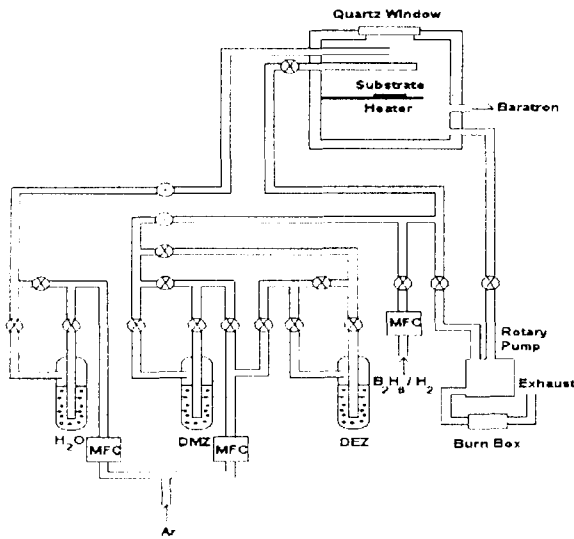 Quartz Window
Substrate
Heater
Baratron
MFC
Rotary
Pump
B2H6/H2
Exhaust
H2O
DMZ
DEZ
MFC
MFC
Burn Box
Ar